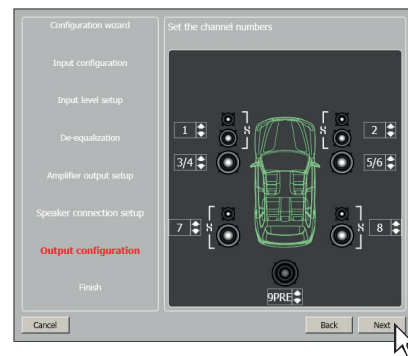 Configuration wizard
Input configuration
Input level setup
De-equalization
Amplifier output setup
Speaker connection setup
Output configuration
Finish
Set the channel numbers
1
2
3/4
5/6
7
8
9PRE
Cancel
Back
Next